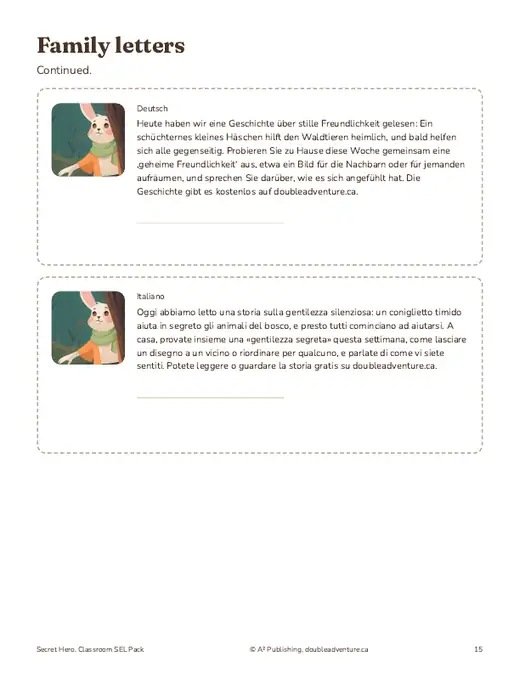 Family letters
Continued.
Deutsch
Heute haben wir eine Geschichte über stille Freundlichkeit gelesen: Ein
schüchternes kleines Häschen hilft den Waldtieren heimlich, und bald helfen
sich alle gegenseitig. Probieren Sie zu Hause diese Woche gemeinsam eine
‚geheime Freundlichkeit‘ aus, etwa ein Bild für die Nachbarn oder für jemanden
aufräumen, und sprechen Sie darüber, wie es sich angefühlt hat. Die
Geschichte gibt es kostenlos auf doubleadventure.ca.
Italiano
Oggi abbiamo letto una storia sulla gentilezza silenziosa: un coniglietto timido
aiuta in segreto gli animali del bosco, e presto tutti cominciano ad aiutarsi. A
casa, provate insieme una «gentilezza segreta» questa settimana, come lasciare
un disegno a un vicino o riordinare per qualcuno, e parlate di come vi siete
sentiti. Potete leggere o guardare la storia gratis su doubleadventure.ca.
Secret Hero. Classroom SEL Pack
© A² Publishing, doubleadventure.ca
15